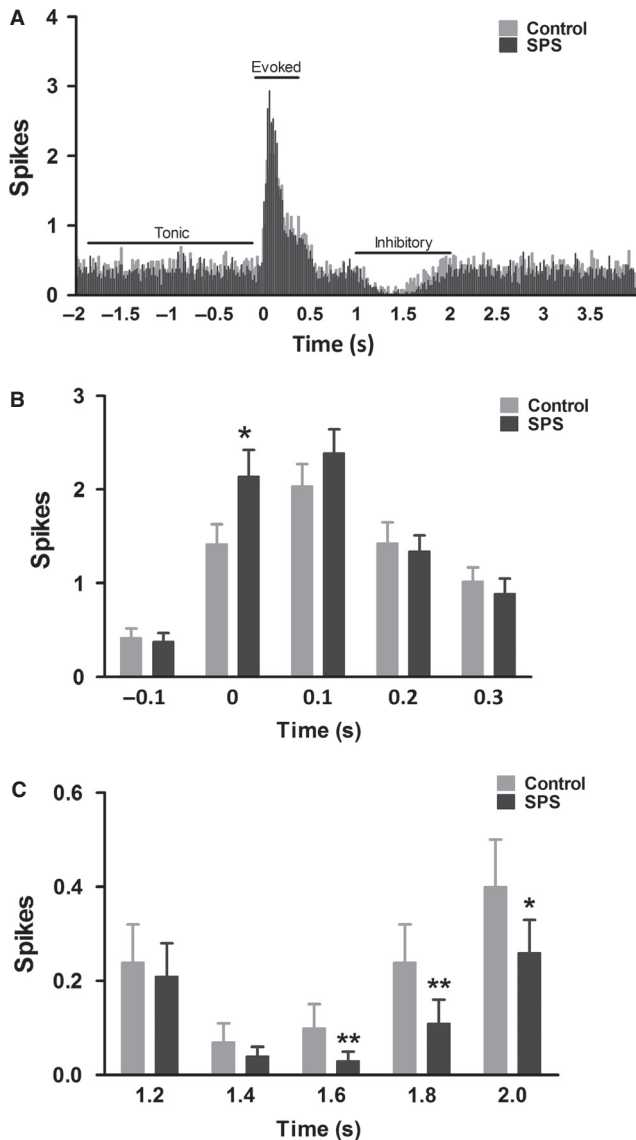 A
4
3
2
1
0
Spikes
Control
SPS
Evoked
Tonic
Inhibitory
–2 –1.5 –1 –0.5 0 0.5 1 1.5 2 2.5 3 3.5
Time (s)
B
3
2
1
0
Spikes
Control
SPS
*
–0.1 0 0.1 0.2 0.3
Time (s)
C
0.6
0.4
0.2
0.0
Spikes
Control
SPS
** ** *
1.2 1.4 1.6 1.8 2.0
Time (s)